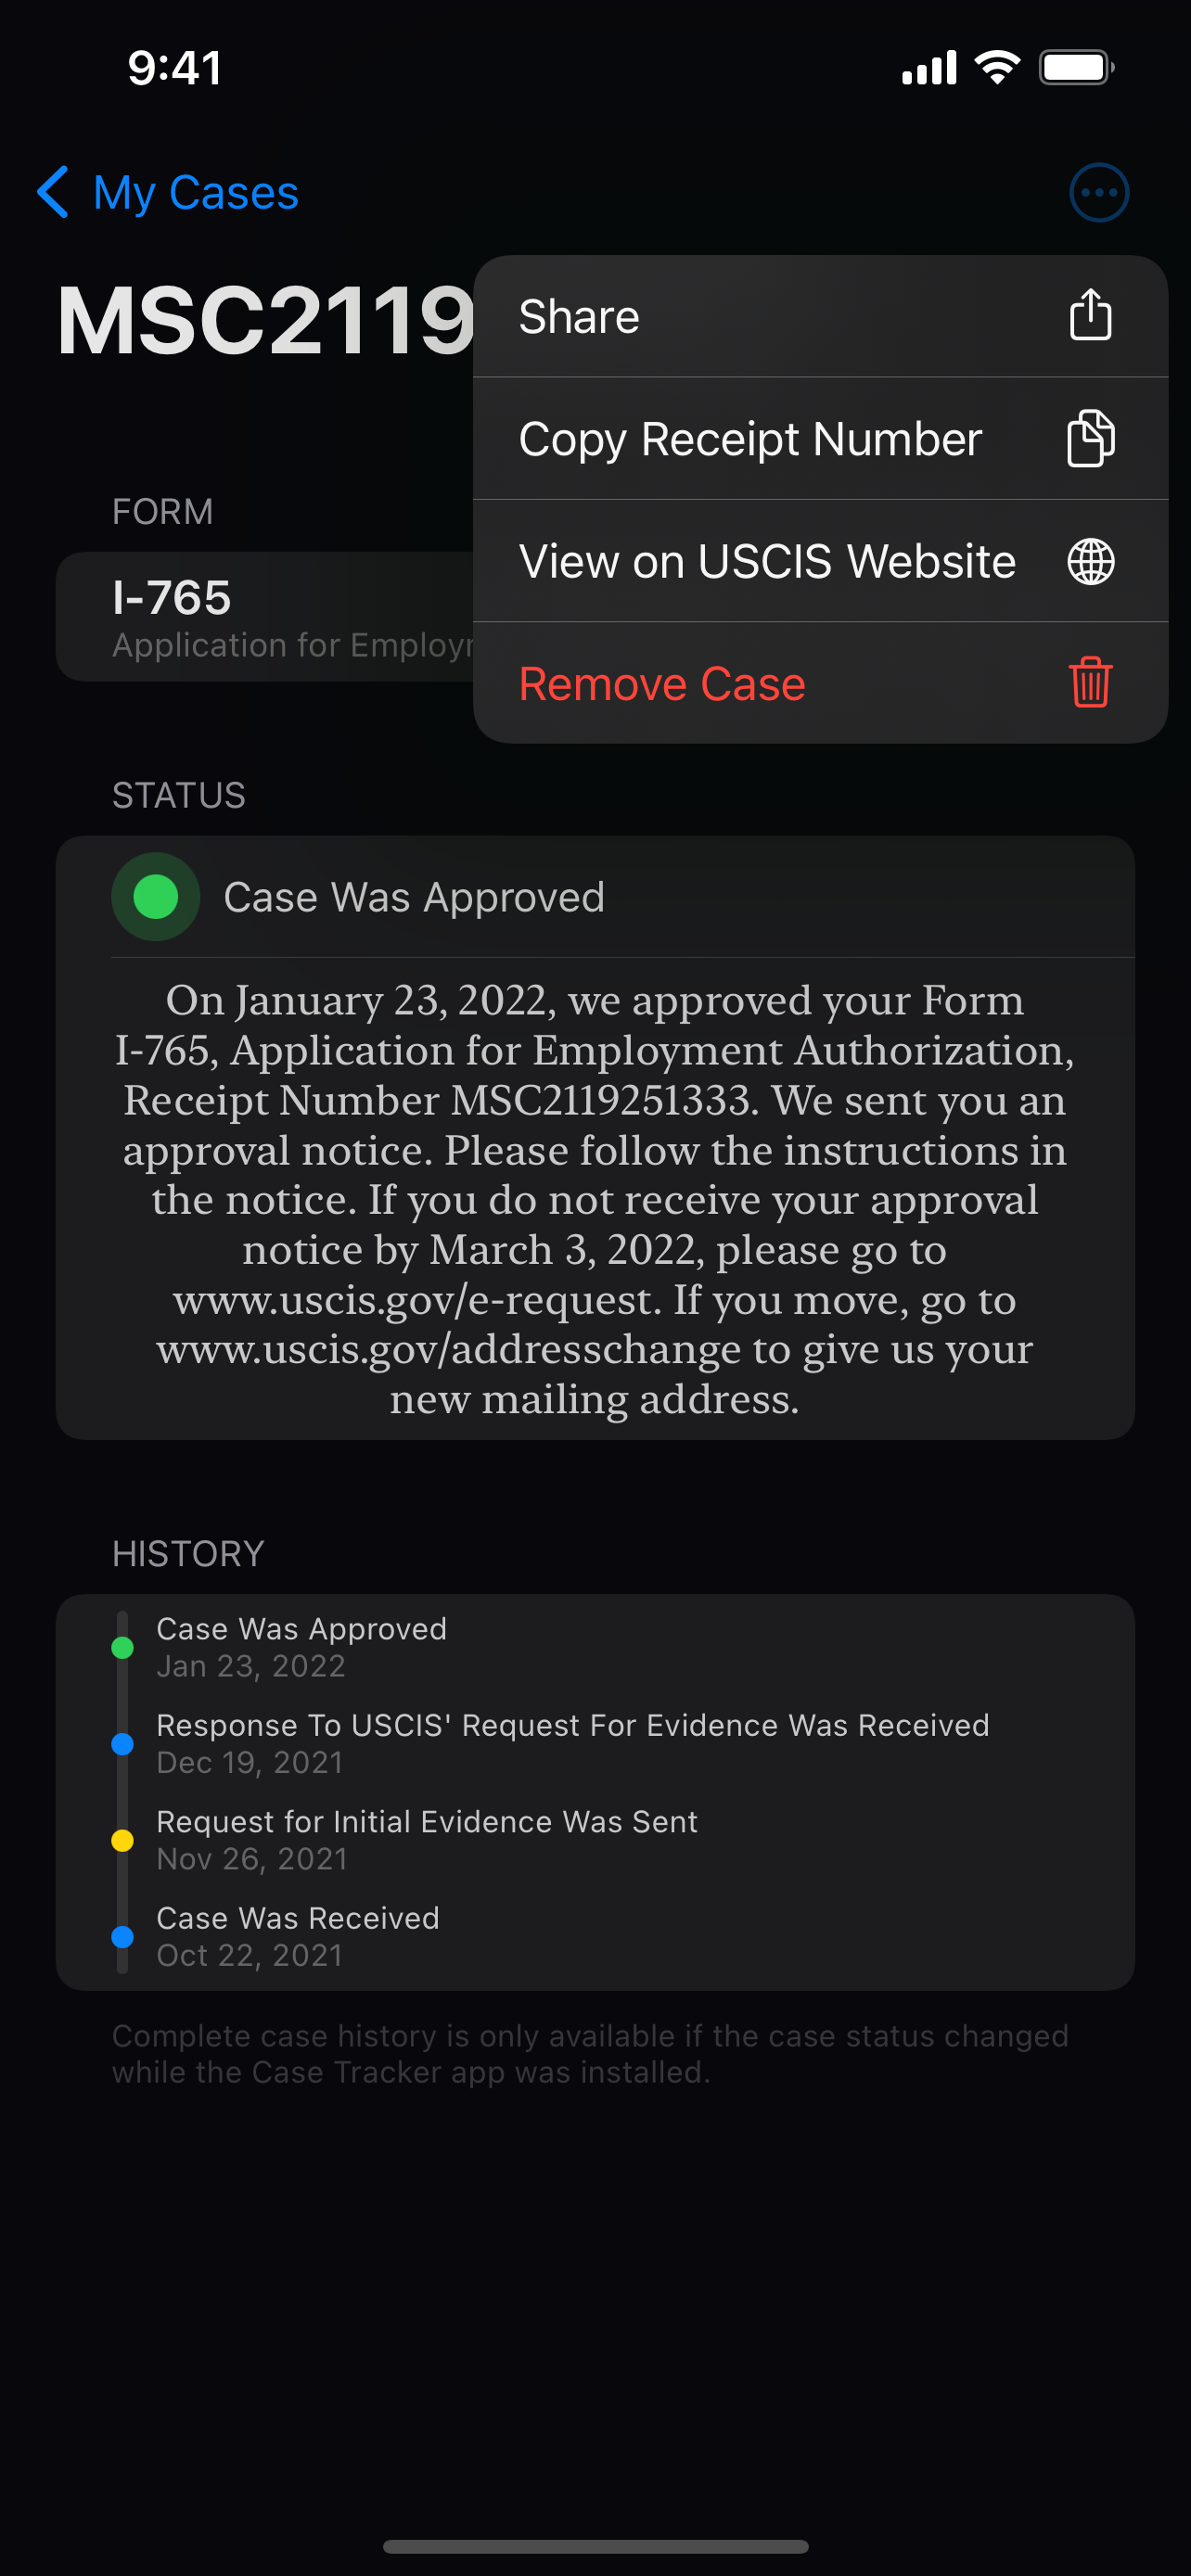 9:41
My Cases
MSC2119
Share
Copy Receipt Number
View on USCIS Website
Remove Case
FORM
I-765
Application for Employ
STATUS
Case Was Approved
On January 23, 2022, we approved your Form
I-765, Application for Employment Authorization,
Receipt Number MSC2119251333. We sent you an
approval notice. Please follow the instructions in
the notice. If you do not receive your approval
notice by March 3, 2022, please go to
www.uscis.gov/e-request. If you move, go to
www.uscis.gov/addresschange to give us your
new mailing address.
HISTORY
Case Was Approved
Jan 23, 2022
Response To USCIS' Request For Evidence Was Received
Dec 19, 2021
Request for Initial Evidence Was Sent
Nov 26, 2021
Case Was Received
Oct 22, 2021
Complete case history is only available if the case status changed
while the Case Tracker app was installed.